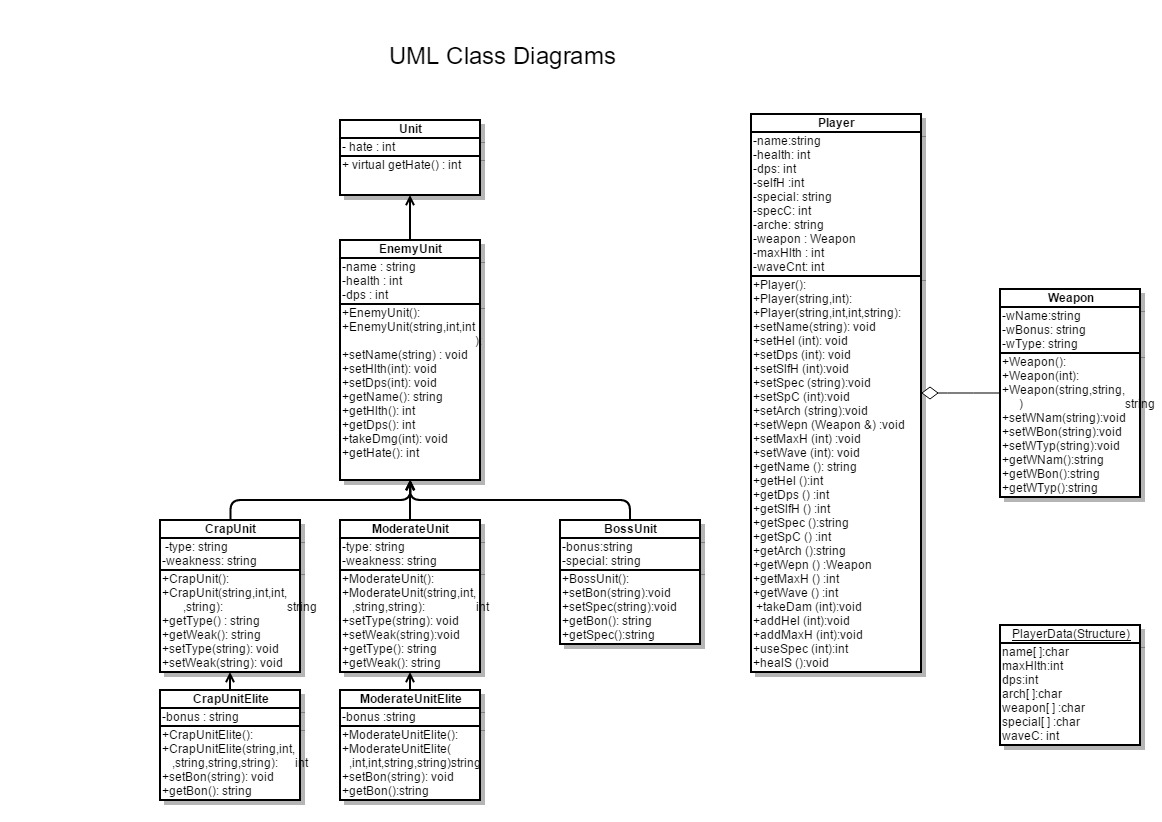 UML Class Diagrams
Unit
- hate : int
+ virtual getHate() : int
EnemyUnit
-name : string
-health : int
-dps : int
+EnemyUnit():
+EnemyUnit(string,int,int
)
+setName(string) : void
+setHlth(int): void
+setDps(int): void
+getName(): string
+getHlth(): int
+getDps(): int
+takeDmg(int): void
+getHate(): int
CrapUnit
-type: string
-weakness: string
+CrapUnit():
+CrapUnit(string,int,int,
,string): string
+getType() : string
+getWeak(): string
+setType(string): void
+setWeak(string): void
ModerateUnit
-type: string
-weakness: string
+ModerateUnit():
+ModerateUnit(string,int,
,string,string): int
+setType(string): void
+setWeak(string):void
+getType(): string
+getWeak(): string
BossUnit
-bonus:string
-special: string
+BossUnit():
+setBon(string):void
+setSpec(string):void
+getBon(): string
+getSpec():string
CrapUnitElite
-bonus : string
+CrapUnitElite():
+CrapUnitElite(string,int,
,string,string,string): int
+setBon(string): void
+getBon(): string
ModerateUnitElite
-bonus :string
+ModerateUnitElite():
+ModerateUnitElite(
,int,int,string,string)string
+setBon(string): void
+getBon():string
Player
-name:string
-health: int
-dps: int
-selfH :int
-special: string
-specC: int
-arche: string
-weapon : Weapon
-maxHlth : int
-waveCnt: int
+Player():
+Player(string,int):
+Player(string,int,int,string):
+setName(string): void
+setHel (int): void
+setDps (int): void
+setSlfH (int):void
+setSpec (string):void
+setSpC (int):void
+setArch (string):void
+setWepn (Weapon &) :void
+setMaxH (int) :void
+setWave (int): void
+getName (): string
+getHel ():int
+getDps () :int
+getSlfH () :int
+getSpec ():string
+getSpC () :int
+getArch ():string
+getWepn () :Weapon
+getMaxH () :int
+getWave () :int
+takeDam (int):void
+addHel (int):void
+addMaxH (int):void
+useSpec (int):int
+healS ():void
Weapon
-wName:string
-wBonus: string
-wType: string
+Weapon():
+Weapon(int):
+Weapon(string,string,
) string
+setWNam(string):void
+setWBon(string):void
+setWTyp(string):void
+getWNam():string
+getWBon():string
+getWTyp():string
PlayerData(Structure)
name[ ]:char
maxHlth:int
dps:int
arch[ ]:char
weapon[ ] :char
special[ ] :char
waveC: int